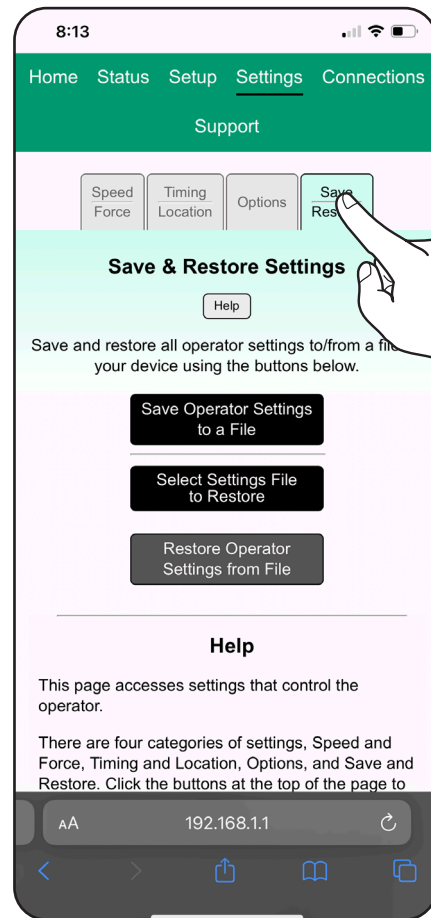 8:13
Home Status Setup Settings Connections
Support
Speed
Force
Timing
Location
Options
Save
Save & Restore Settings
Help
Save and restore all operator settings to/from a file
your device using the buttons below.
Save Operator Settings
to a File
Select Settings File
to Restore
Restore Operator
Settings from File
Help
This page accesses settings that control the
operator.
There are four categories of settings, Speed and
Force, Timing and Location, Options, and Save and
Restore. Click the buttons at the top of the page to
AA
192.168.1.1